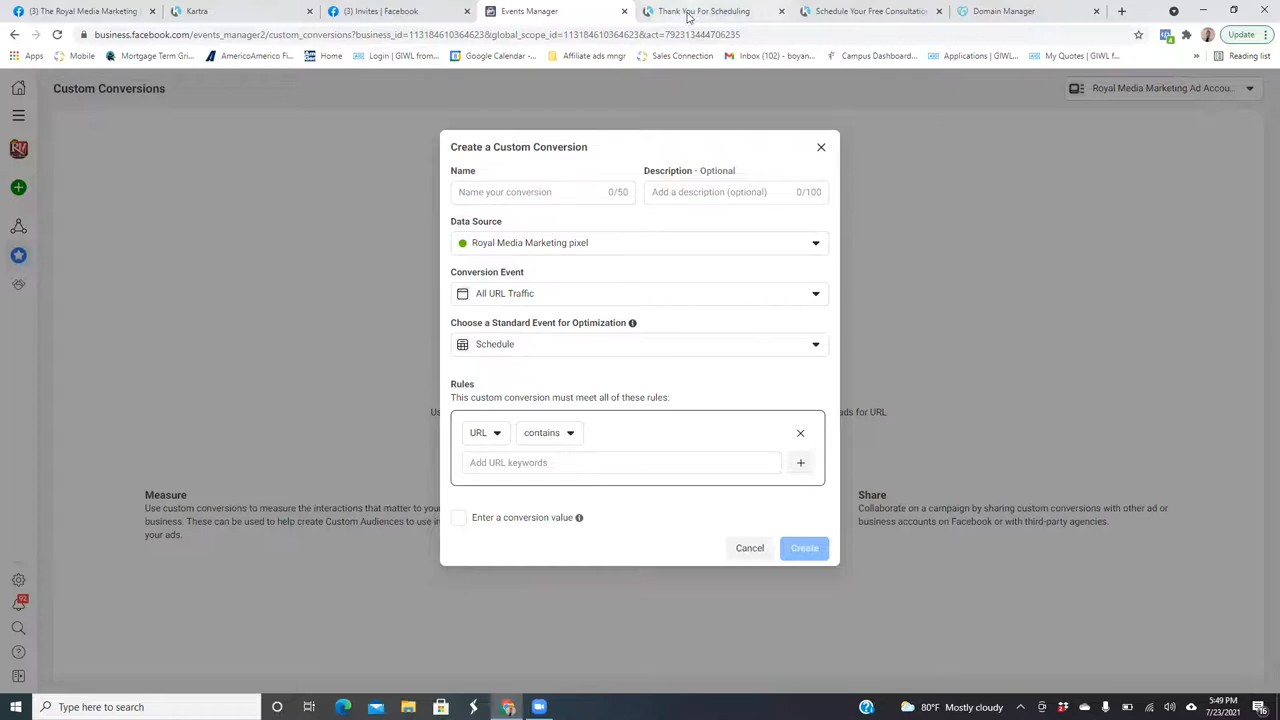 (3) The Royal Media Marketing
Kartra
(3) Invites | Facebook
Events Manager
Thank You For Scheduling
Schedule Your Free Consultation
Domain Manager
business.facebook.com/events_manager2/custom_conversions?business_id=113184610364623&global_scope_id=113184610364623&act=792313444706235
Update
Apps
Mobile
Mortgage Term Gri...
AmericoAmerico Fi...
Home
Login | GIWL from...
Google Calendar -...
Affiliate ads mngr
Sales Connection
Inbox (102) - boyan...
Campus Dashboard...
Applications | GIWL...
My Quotes | GIWL f...
»
Reading list
Custom Conversions
Royal Media Marketing Ad Accou...
Create a Custom Conversion
Name
Description · Optional
Name your conversion
0/50
Add a description (optional)
0/100
Data Source
Royal Media Marketing pixel
Conversion Event
All URL Traffic
Choose a Standard Event for Optimization
Schedule
Rules
This custom conversion must meet all of these rules:
URL
contains
Add URL keywords
Enter a conversion value
Cancel
Create
ads for URL
Measure
Use custom conversions to measure the interactions that matter to your
business. These can be used to help create Custom Audiences to use in
your ads.
Share
Collaborate on a campaign by sharing custom conversions with other ad or
business accounts on Facebook or with third-party agencies.
Type here to search
80°F Mostly cloudy
5:49 PM
7/23/2021